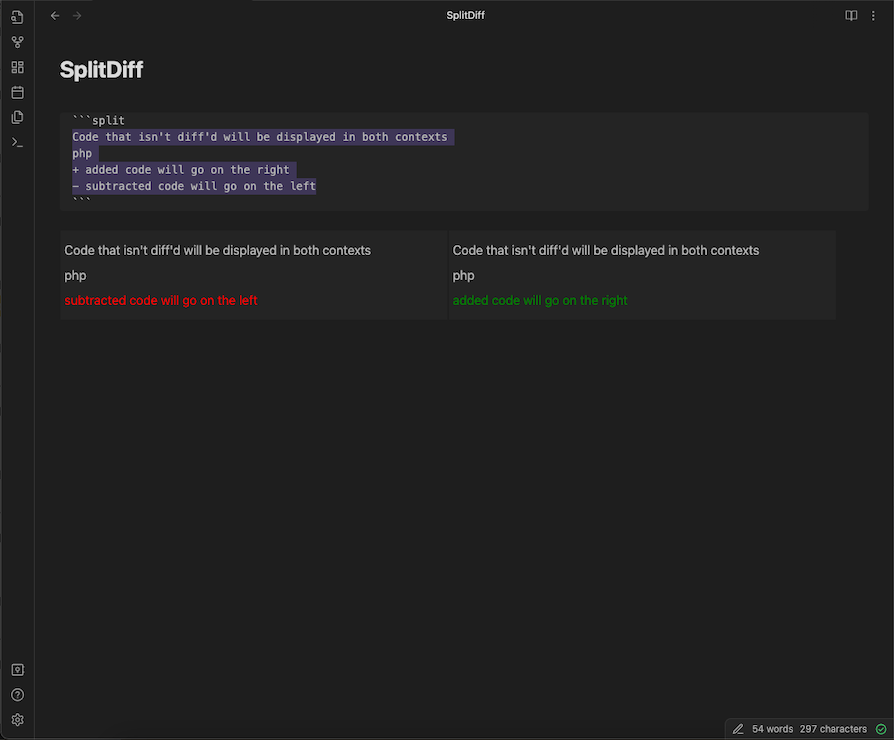 SplitDiff
SplitDiff
```split
Code that isn't diff'd will be displayed in both contexts
php
+ added code will go on the right
- subtracted code will go on the left
```
Code that isn't diff'd will be displayed in both contexts
php
subtracted code will go on the left
Code that isn't diff'd will be displayed in both contexts
php
added code will go on the right
54 words 297 characters